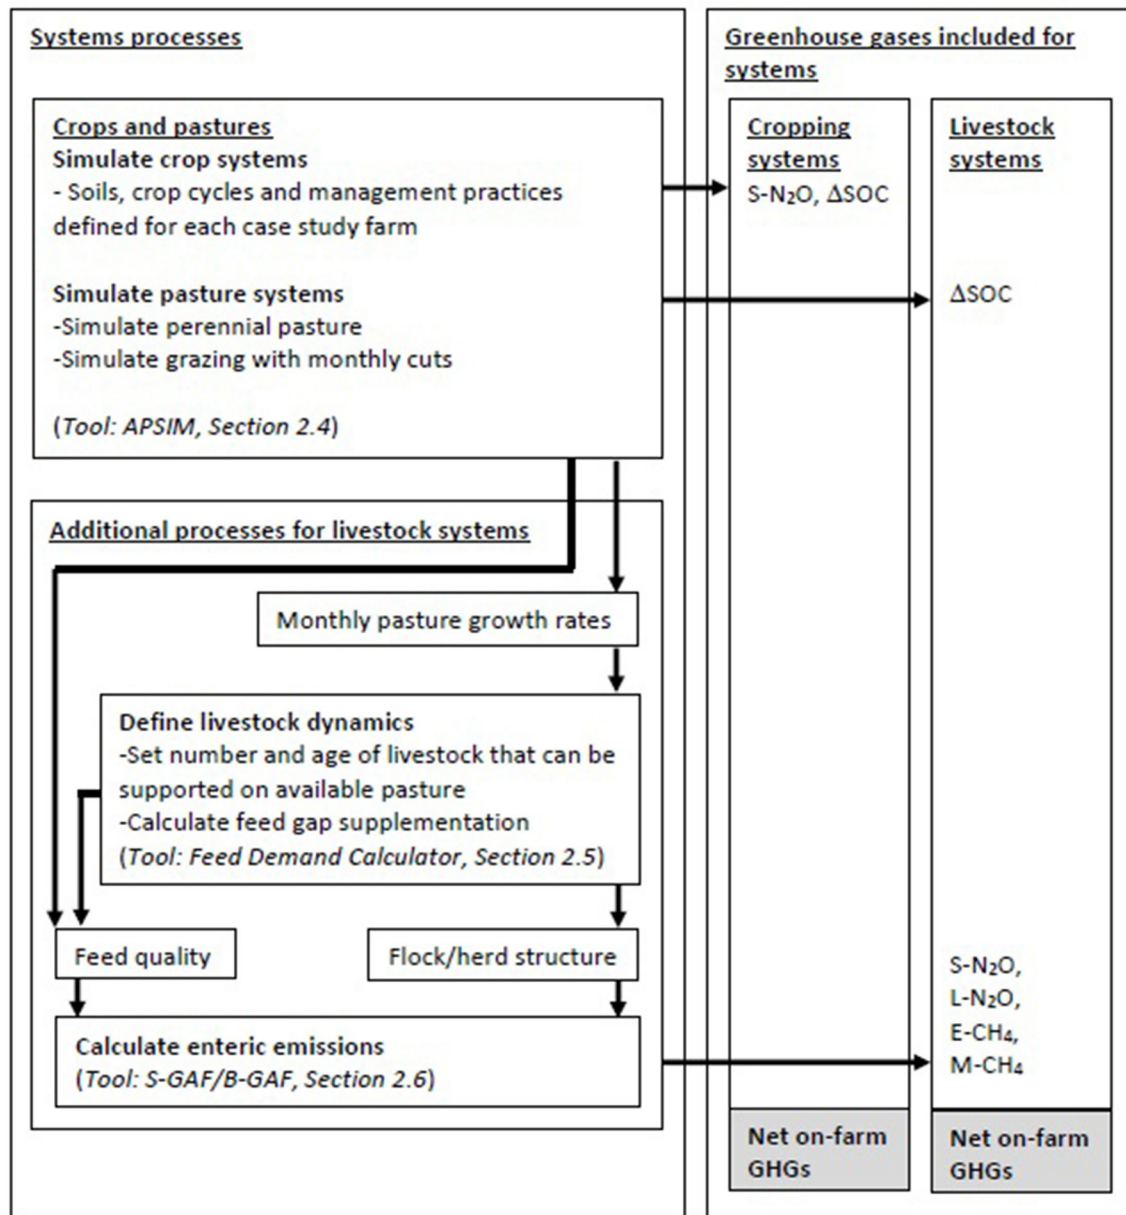 Systems processes
Crops and pastures
Simulate crop systems
- Soils, crop cycles and management practices
defined for each case study farm
Simulate pasture systems
-Simulate perennial pasture
-Simulate grazing with monthly cuts
(Tool: APSIM, Section 2.4)
Additional processes for livestock systems
Monthly pasture growth rates
Define livestock dynamics
-Set number and age of livestock that can be
supported on available pasture
-Calculate feed gap supplementation
(Tool: Feed Demand Calculator, Section 2.5)
Feed quality
Flock/herd structure
Calculate enteric emissions
(Tool: S-GAF/B-GAF, Section 2.6)
Greenhouse gases included for
systems
Cropping
systems
S-N₂O, ΔSOC
Net on-farm
GHGs
Livestock
systems
ΔSOC
S-N₂O,
L-N₂O,
E-CH₄,
M-CH₄
Net on-farm
GHGs